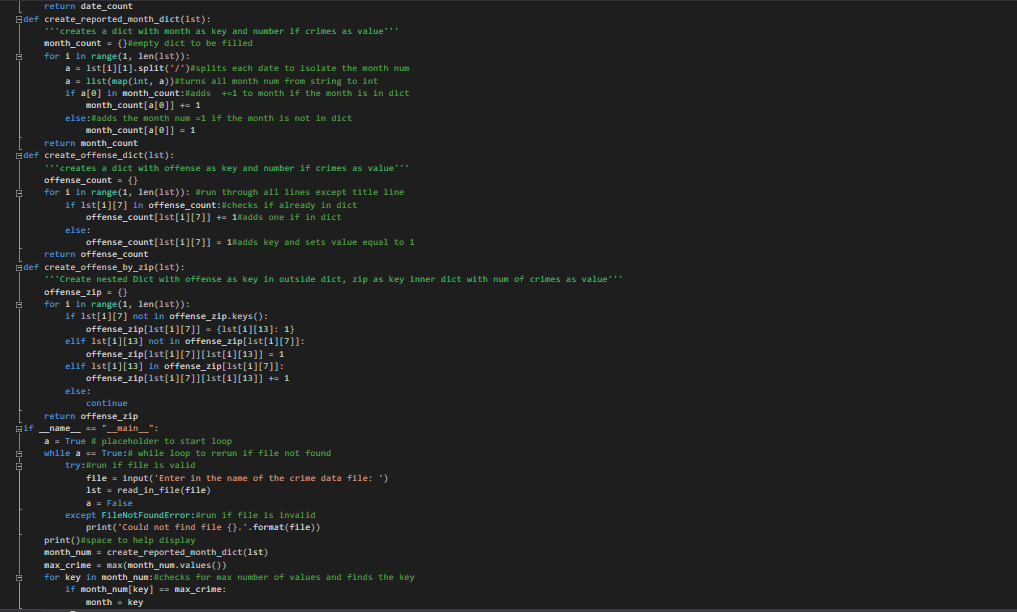 return date_count
def create_reported_month_dict(lst):
    '''creates a dict with month as key and number if crimes as value'''
    month_count = {}#empty dict to be filled
    for i in range(1, len(lst)):
        a = lst[i][1].split('/')#splits each date to isolate the month num
        a = list(map(int, a))#turns all month num from string to int
        if a[0] in month_count:#adds  +=1 to month if the month is in dict
            month_count[a[0]] += 1
        else:#adds the month num =1 if the month is not in dict
            month_count[a[0]] = 1
    return month_count
def create_offense_dict(lst):
    '''creates a dict with offense as key and number if crimes as value'''
    offense_count = {}
    for i in range(1, len(lst)): #run through all lines except title line
        if lst[i][7] in offense_count:#checks if already in dict
            offense_count[lst[i][7]] += 1#adds one if in dict
        else:
            offense_count[lst[i][7]] = 1#adds key and sets value equal to 1
    return offense_count
def create_offense_by_zip(lst):
    '''Create nested Dict with offense as key in outside dict, zip as key inner dict with num of crimes as value'''
    offense_zip = {}
    for i in range(1, len(lst)):
        if lst[i][7] not in offense_zip.keys():
            offense_zip[lst[i][7]] = {lst[i][13]: 1}
        elif lst[i][13] not in offense_zip[lst[i][7]]:
            offense_zip[lst[i][7]][lst[i][13]] = 1
        elif lst[i][13] in offense_zip[lst[i][7]]:
            offense_zip[lst[i][7]][lst[i][13]] += 1
        else:
            continue
    return offense_zip
if __name__ == "__main__":
    a = True # placeholder to start loop
    while a == True:# while loop to rerun if file not found
        try:#run if file is valid
            file = input('Enter in the name of the crime data file: ')
            lst = read_in_file(file)
            a = False
        except FileNotFoundError:#run if file is invalid
            print('Could not find file {}.'.format(file))
    print()#space to help display
    month_num = create_reported_month_dict(lst)
    max_crime = max(month_num.values())
    for key in month_num:#checks for max number of values and finds the key
        if month_num[key] == max_crime:
            month = key